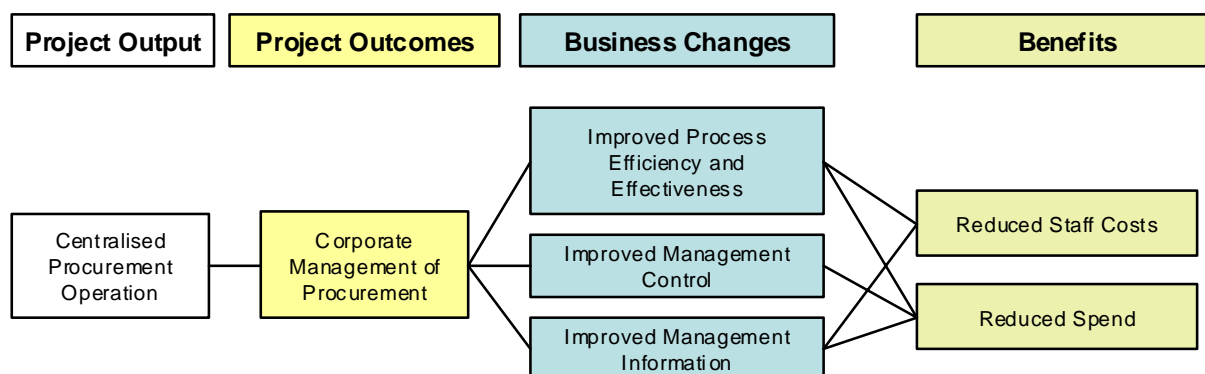 Project Output
Project Outcomes
Business Changes
Benefits
Centralised
Procurement
Operation
Corporate
Management of
Procurement
Improved Process
Efficiency and
Effectiveness
Improved Management
Control
Improved Management
Information
Reduced Staff Costs
Reduced Spend